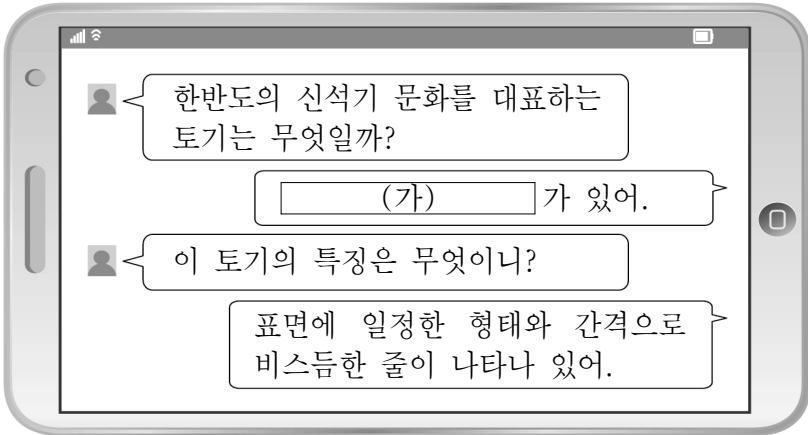 한반도의 신석기 문화를 대표하는
토기는 무엇일까?
(가) 가 있어.
이 토기의 특징은 무엇이니?
표면에 일정한 형태와 간격으로
비스듬한 줄이 나타나 있어.